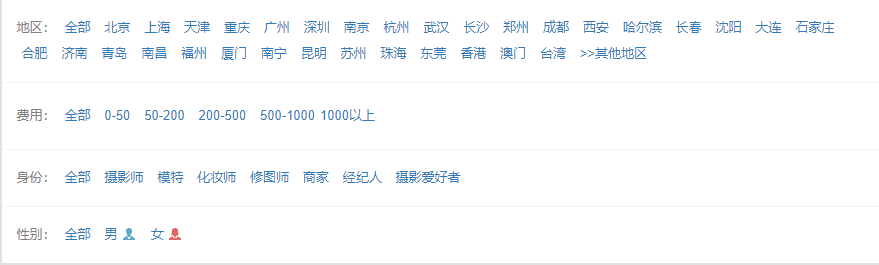 地区： 全部 北京 上海 天津 重庆 广州 深圳 南京 杭州 武汉 长沙 郑州 成都 西安 哈尔滨 长春 沈阳 大连 石家庄
合肥 济南 青岛 南昌 福州 厦门 南宁 昆明 苏州 珠海 东莞 香港 澳门 台湾 >>其他地区
费用： 全部 0-50 50-200 200-500 500-1000 1000以上
身份： 全部 摄影师 模特 化妆师 修图师 商家 经纪人 摄影爱好者
性别： 全部 男 女